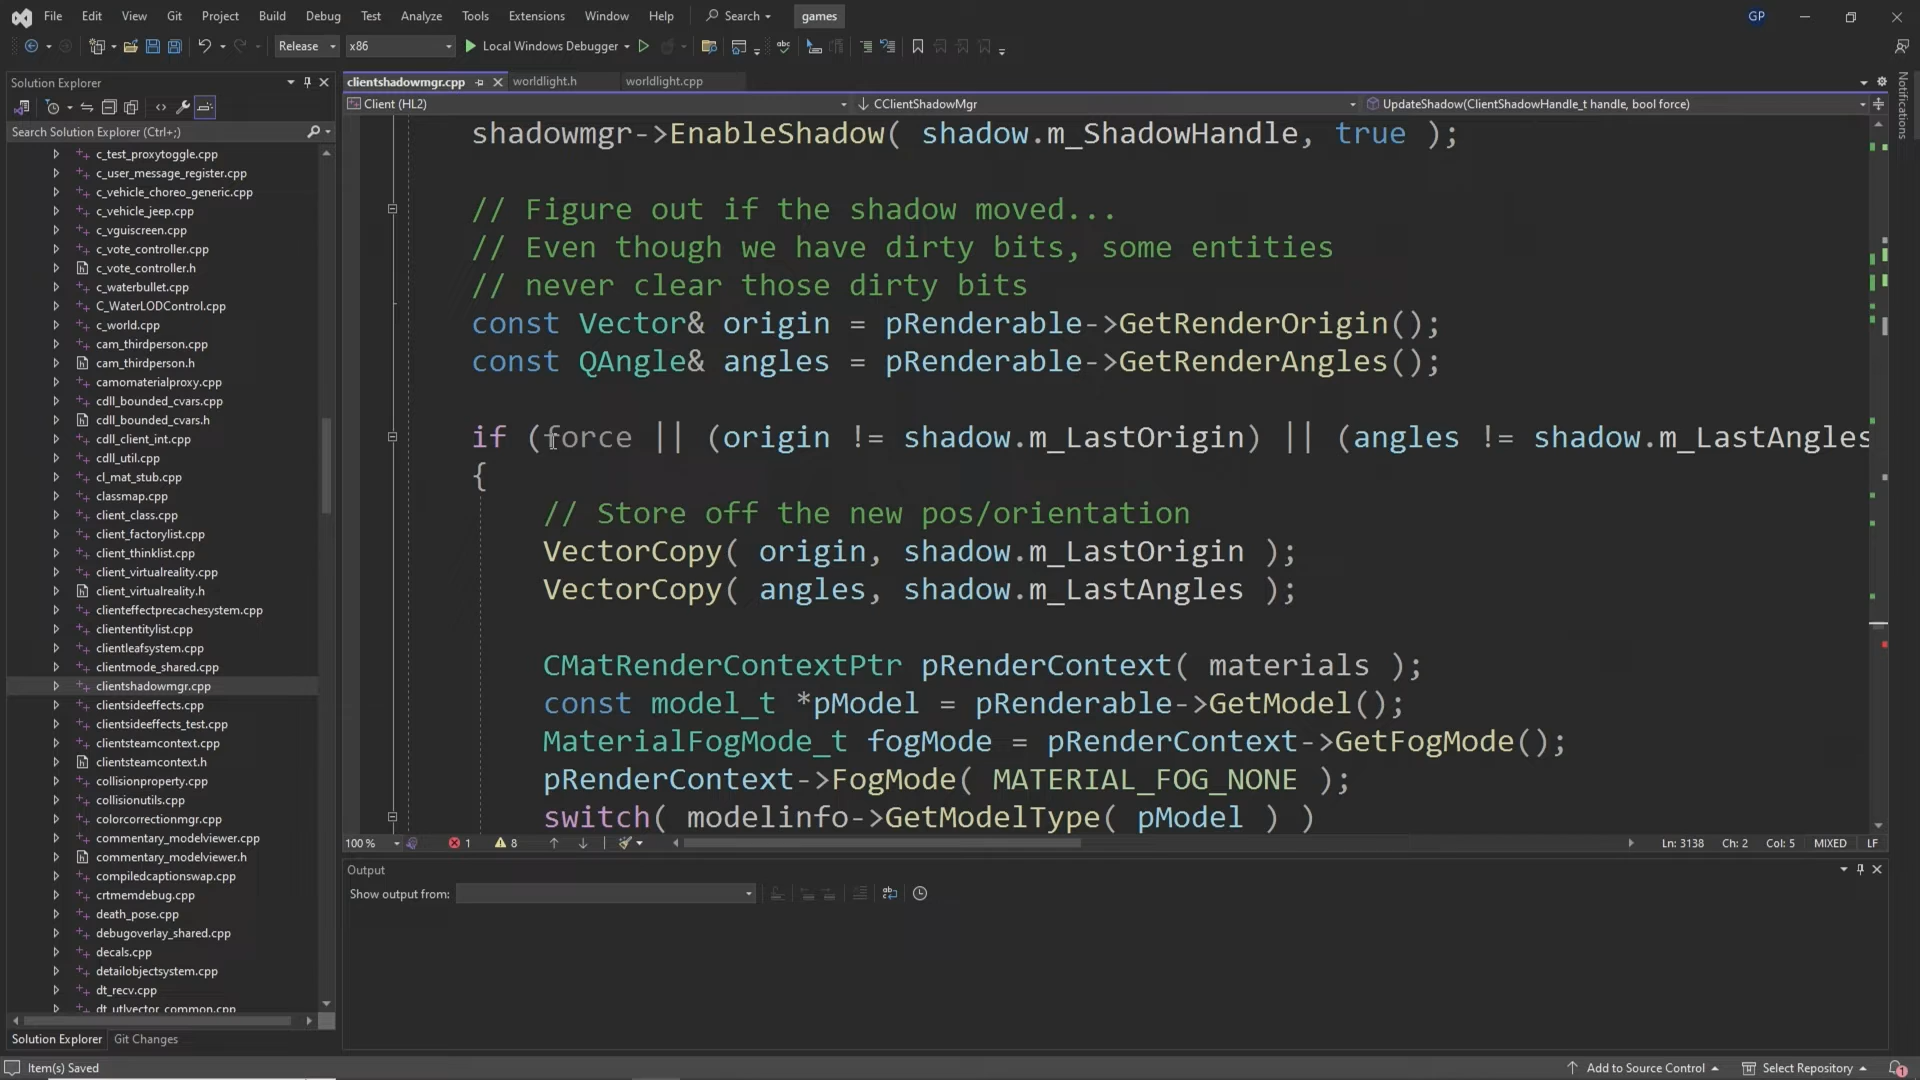 File Edit View Git Project Build Debug Test Analyze Tools Extensions Window Help Search games GP
Release x86 Local Windows Debugger
Solution Explorer
Search Solution Explorer (Ctrl+;)
c_test_proxytoggle.cpp
c_user_message_register.cpp
c_vehicle_choreo_generic.cpp
c_vehicle_jeep.cpp
c_vguiscreen.cpp
c_vote_controller.cpp
c_vote_controller.h
c_waterbullet.cpp
C_WaterLODControl.cpp
c_world.cpp
cam_thirdperson.cpp
cam_thirdperson.h
camomaterialproxy.cpp
cdll_bounded_cvars.cpp
cdll_bounded_cvars.h
cdll_client_int.cpp
cdll_util.cpp
cl_mat_stub.cpp
classmap.cpp
client_class.cpp
client_factorylist.cpp
client_thinklist.cpp
client_virtualreality.cpp
client_virtualreality.h
clienteffectprecachesystem.cpp
cliententitylist.cpp
clientleafsystem.cpp
clientmode_shared.cpp
clientshadowmgr.cpp
clientsideeffects.cpp
clientsideeffects_test.cpp
clientsteamcontext.cpp
clientsteamcontext.h
collisionproperty.cpp
collisionutils.cpp
colorcorrectionmgr.cpp
commentary_modelviewer.cpp
commentary_modelviewer.h
compiledcaptionswap.cpp
crtmemdebug.cpp
death_pose.cpp
debugoverlay_shared.cpp
decals.cpp
detailobjectsystem.cpp
dt_recv.cpp
dt_utlvector_common.cpp
Solution Explorer Git Changes
clientshadowmgr.cpp worldlight.h worldlight.cpp
Client (HL2) CClientShadowMgr UpdateShadow(ClientShadowHandle_t handle, bool force)
shadowmgr->EnableShadow( shadow.m_ShadowHandle, true );
// Figure out if the shadow moved...
// Even though we have dirty bits, some entities
// never clear those dirty bits
const Vector& origin = pRenderable->GetRenderOrigin();
const QAngle& angles = pRenderable->GetRenderAngles();
if (force || (origin != shadow.m_LastOrigin) || (angles != shadow.m_LastAngles
{
// Store off the new pos/orientation
VectorCopy( origin, shadow.m_LastOrigin );
VectorCopy( angles, shadow.m_LastAngles );
CMatRenderContextPtr pRenderContext( materials );
const model_t *pModel = pRenderable->GetModel();
MaterialFogMode_t fogMode = pRenderContext->GetFogMode();
pRenderContext->FogMode( MATERIAL_FOG_NONE );
switch( modelinfo->GetModelType( pModel ) )
100 % 1 8 Ln: 3138 Ch: 2 Col: 5 MIXED LF
Output
Show output from:
Notifications
Item(s) Saved Add to Source Control Select Repository 1